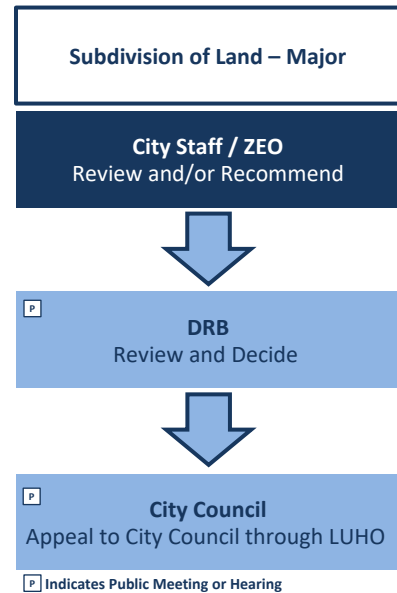 Subdivision of Land – Major
City Staff / ZEO
Review and/or Recommend
P
DRB
Review and Decide
P
City Council
Appeal to City Council through LUHO
P Indicates Public Meeting or Hearing